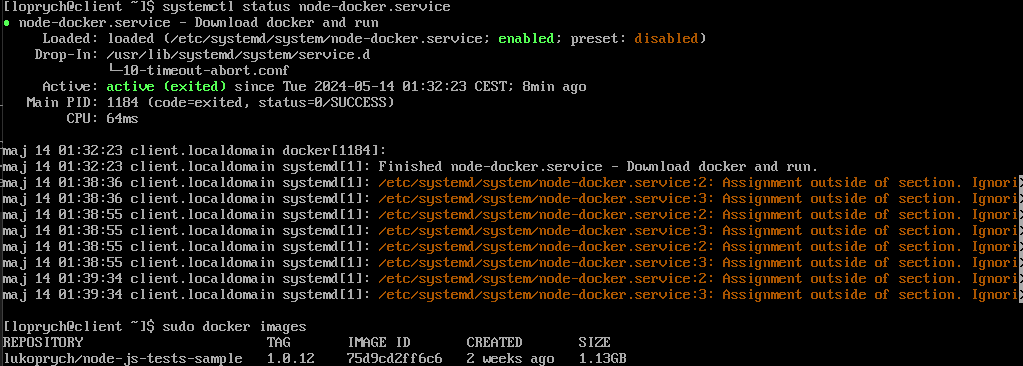 [loprych@client ~]$ systemctl status node-docker.service
● node-docker.service - Download docker and run
Loaded: loaded (/etc/systemd/system/node-docker.service; enabled; preset: disabled)
Drop-In: /usr/lib/systemd/system/service.d
└─10-timeout-abort.conf
Active: active (exited) since Tue 2024-05-14 01:32:23 CEST; 8min ago
Main PID: 1184 (code=exited, status=0/SUCCESS)
CPU: 64ms
maj 14 01:32:23 client.localdomain docker[1184]:
maj 14 01:32:23 client.localdomain systemd[1]: Finished node-docker.service - Download docker and run.
maj 14 01:38:36 client.localdomain systemd[1]: /etc/systemd/system/node-docker.service:2: Assignment outside of section. Ignori>
maj 14 01:38:36 client.localdomain systemd[1]: /etc/systemd/system/node-docker.service:3: Assignment outside of section. Ignori>
maj 14 01:38:55 client.localdomain systemd[1]: /etc/systemd/system/node-docker.service:2: Assignment outside of section. Ignori>
maj 14 01:38:55 client.localdomain systemd[1]: /etc/systemd/system/node-docker.service:3: Assignment outside of section. Ignori>
maj 14 01:38:55 client.localdomain systemd[1]: /etc/systemd/system/node-docker.service:2: Assignment outside of section. Ignori>
maj 14 01:38:55 client.localdomain systemd[1]: /etc/systemd/system/node-docker.service:3: Assignment outside of section. Ignori>
maj 14 01:39:34 client.localdomain systemd[1]: /etc/systemd/system/node-docker.service:2: Assignment outside of section. Ignori>
maj 14 01:39:34 client.localdomain systemd[1]: /etc/systemd/system/node-docker.service:3: Assignment outside of section. Ignori>
[loprych@client ~]$ sudo docker images
REPOSITORY TAG IMAGE ID CREATED SIZE
lukoprych/node-js-tests-sample 1.0.12 75d9cd2ff6c6 2 weeks ago 1.13GB